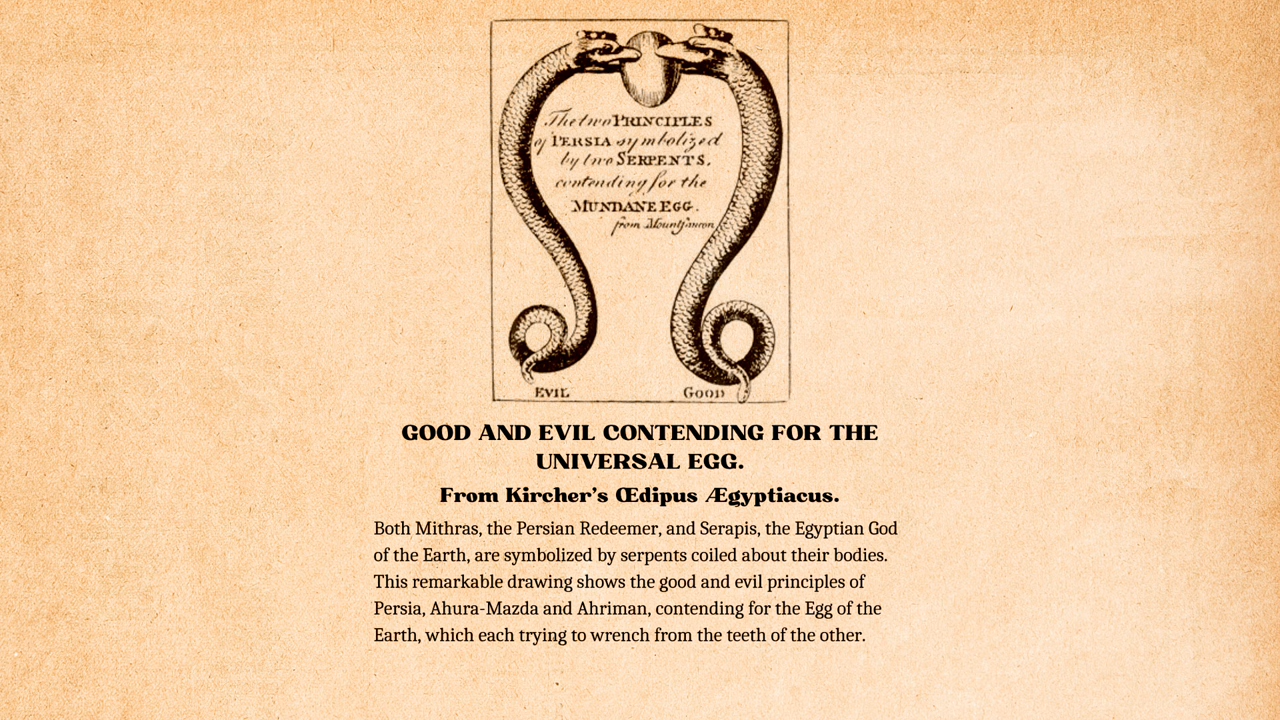 The two PRINCIPLES
of PERSIA symbolized
by two SERPENTS,
contending for the
MUNDANE EGG.
from Mountfaucon
EVIL GOOD
GOOD AND EVIL CONTENDING FOR THE
UNIVERSAL EGG.
From Kircher’s Œdipus Ægyptiacus.
Both Mithras, the Persian Redeemer, and Serapis, the Egyptian God
of the Earth, are symbolized by serpents coiled about their bodies.
This remarkable drawing shows the good and evil principles of
Persia, Ahura-Mazda and Ahriman, contending for the Egg of the
Earth, which each trying to wrench from the teeth of the other.